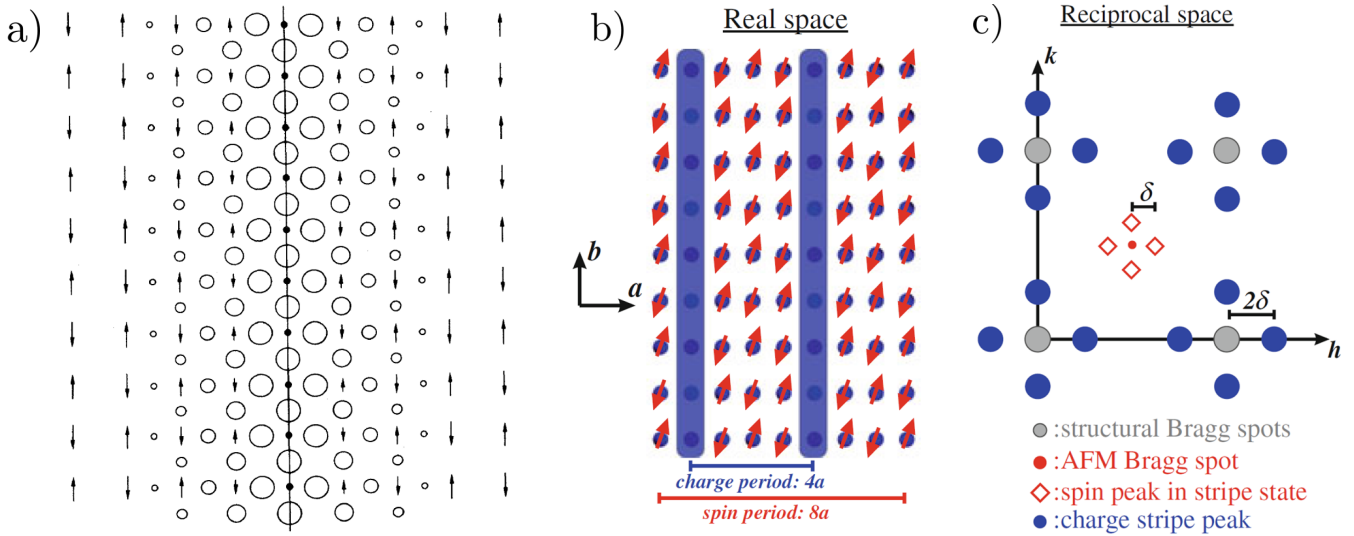 a)
b)
Real space
b
a
charge period: 4a
spin period: 8a
c)
Reciprocal space
k
δ
2δ
h
:structural Bragg spots
:AFM Bragg spot
:spin peak in stripe state
:charge stripe peak